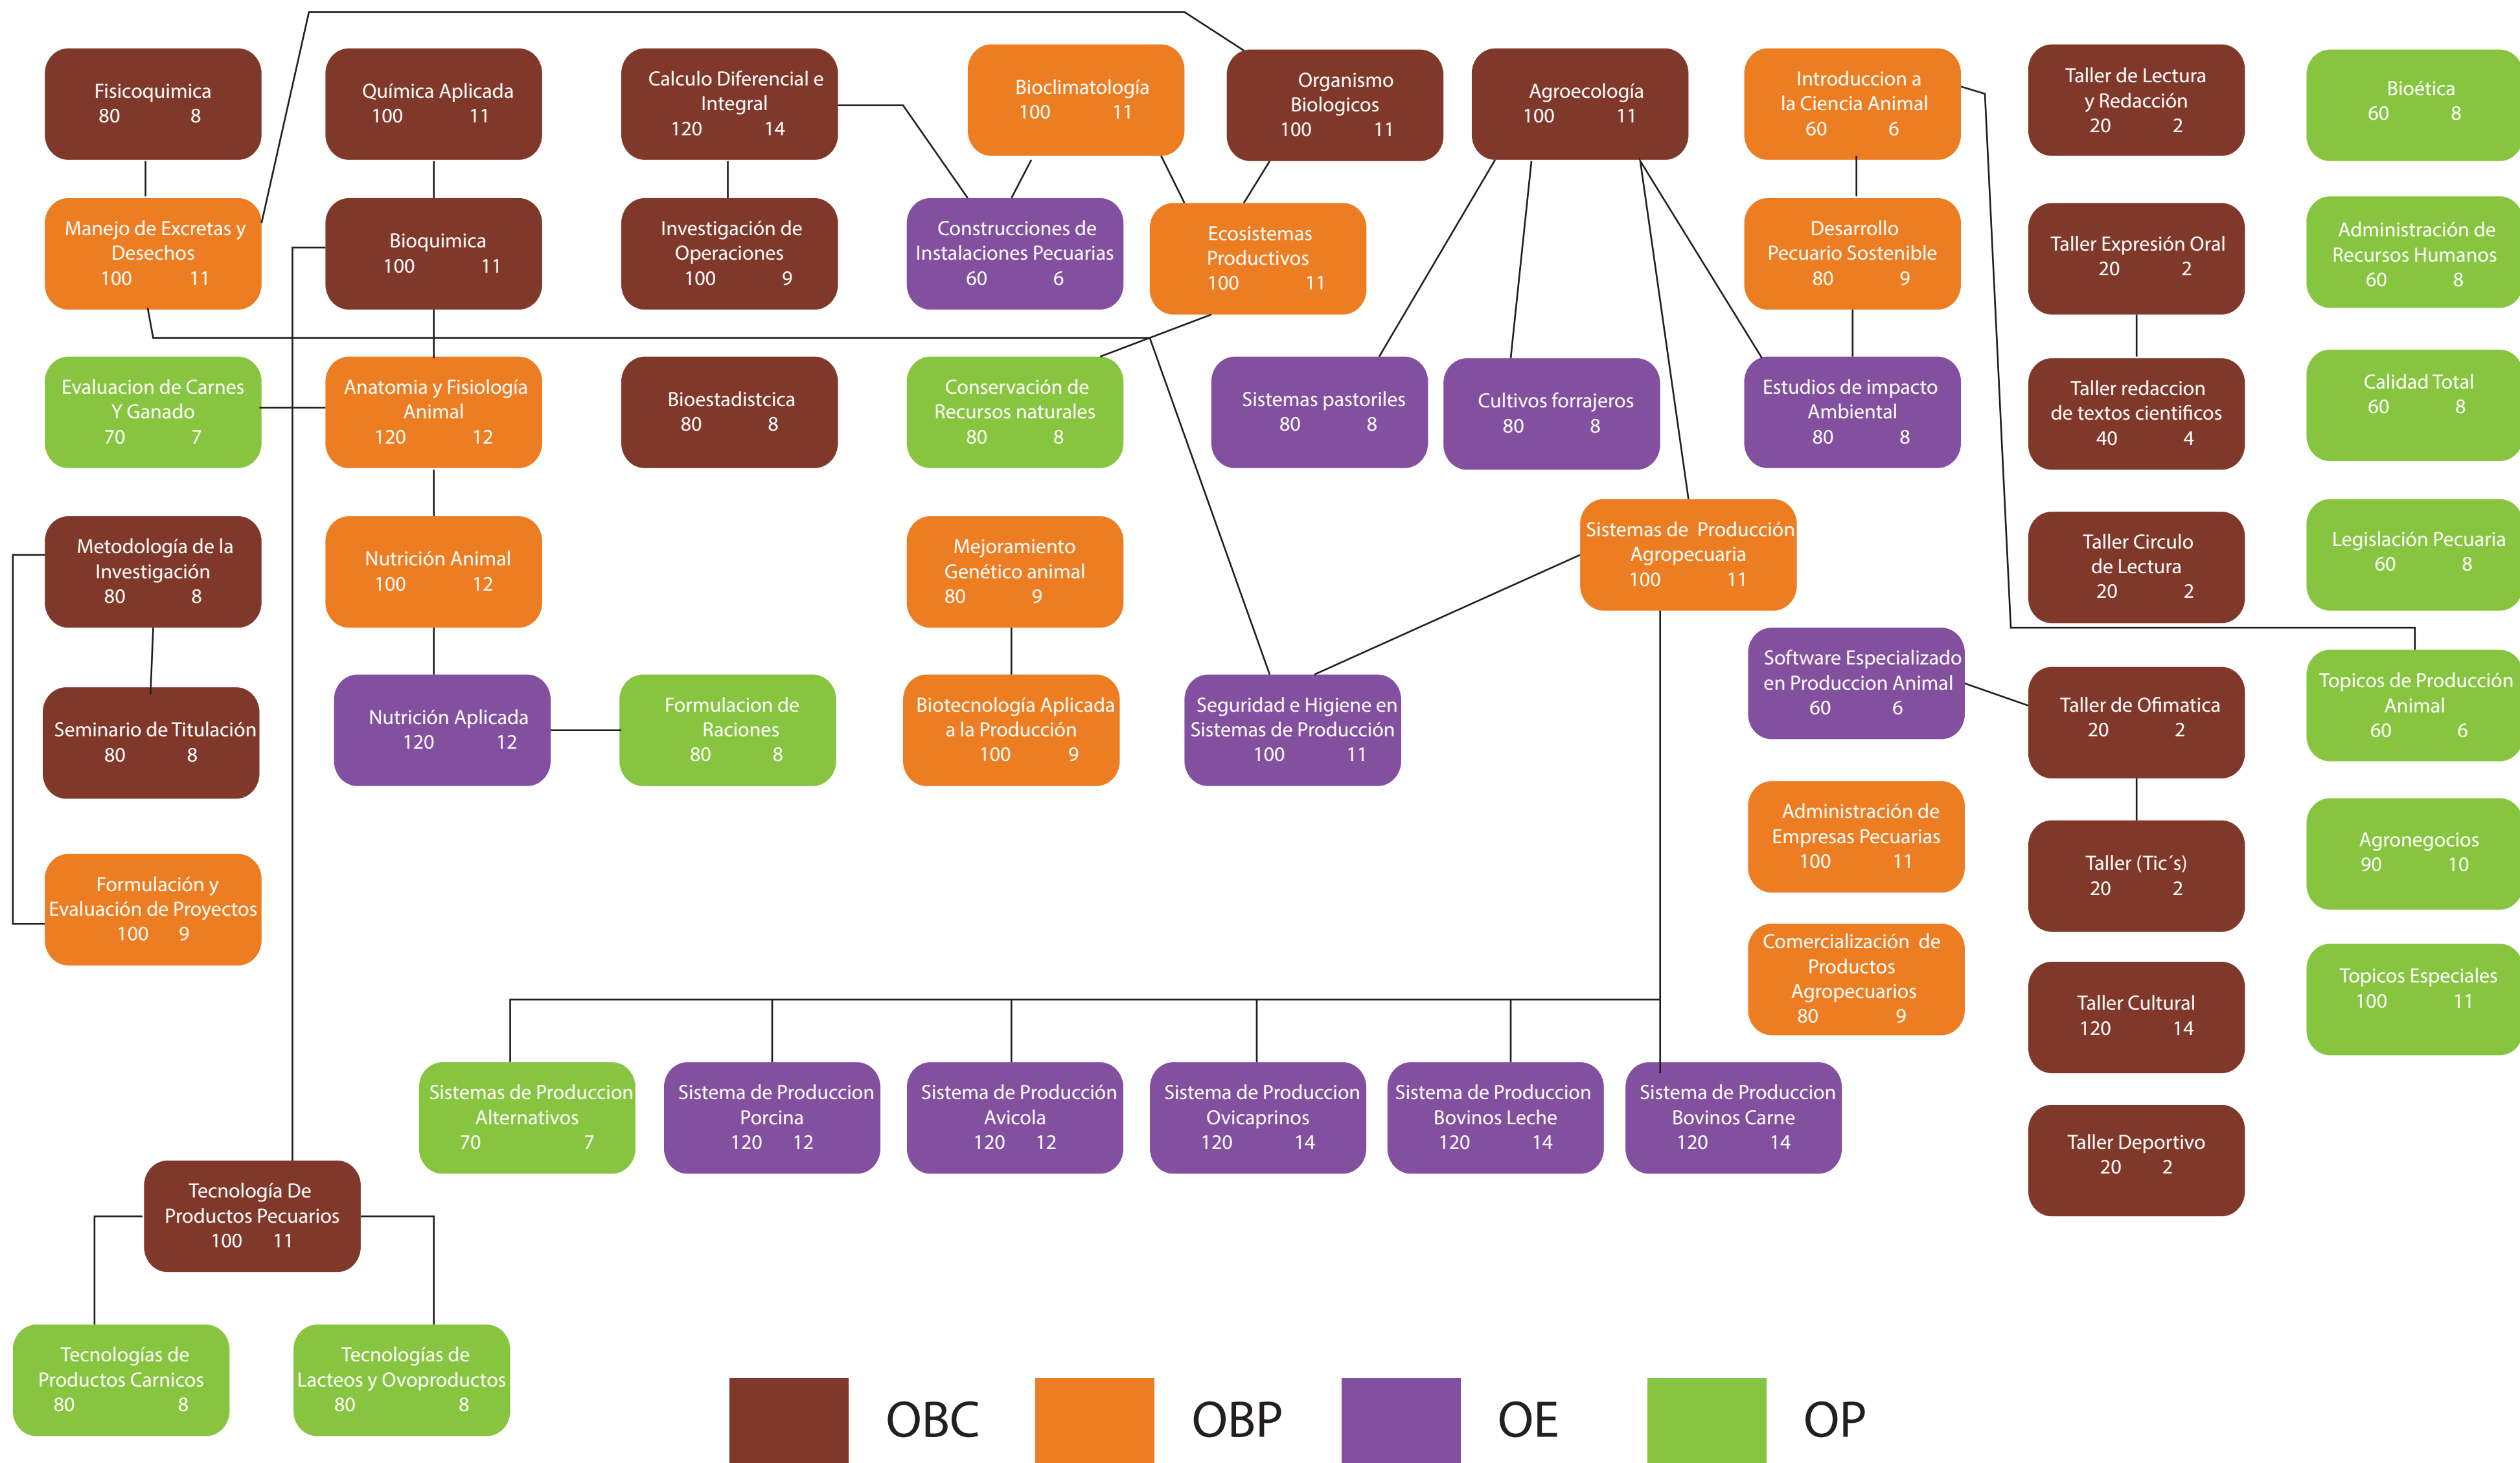 Fisicoquimica
80 8
Química Aplicada
100 11
Calculo Diferencial e
Integral
120 14
Bioclimatología
100 11
Organismo
Biologicos
100 11
Agroecología
100 11
Introduccion a
la Ciencia Animal
60 6
Taller de Lectura
y Redacción
20 2
Bioética
60 8
Manejo de Excretas y
Desechos
100 11
Bioquimica
100 11
Investigación de
Operaciones
100 9
Construcciones de
Instalaciones Pecuarias
60 6
Ecosistemas
Productivos
100 11
Desarrollo
Pecuario Sostenible
80 9
Taller Expresión Oral
20 2
Administración de
Recursos Humanos
60 8
Evaluacion de Carnes
Y Ganado
70 7
Anatomia y Fisiología
Animal
120 12
Bioestadistcica
80 8
Conservación de
Recursos naturales
80 8
Sistemas pastoriles
80 8
Cultivos forrajeros
80 8
Estudios de impacto
Ambiental
80 8
Taller redaccion
de textos cientificos
40 4
Calidad Total
60 8
Metodología de la
Investigación
80 8
Nutrición Animal
100 12
Mejoramiento
Genético animal
80 9
Sistemas de Producción
Agropecuaria
100 11
Taller Circulo
de Lectura
20 2
Legislación Pecuaria
60 8
Seminario de Titulación
80 8
Nutrición Aplicada
120 12
Formulacion de
Raciones
80 8
Biotecnología Aplicada
a la Producción
100 9
Seguridad e Higiene en
Sistemas de Producción
100 11
Software Especializado
en Produccion Animal
60 6
Taller de Ofimatica
20 2
Topicos de Producción
Animal
60 6
Formulación y
Evaluación de Proyectos
100 9
Administración de
Empresas Pecuarias
100 11
Taller (Tic´s)
20 2
Agronegocios
90 10
Comercialización de
Productos
Agropecuarios
80 9
Taller Cultural
120 14
Topicos Especiales
100 11
Sistemas de Produccion
Alternativos
70 7
Sistema de Produccion
Porcina
120 12
Sistema de Producción
Avicola
120 12
Sistema de Produccion
Ovicaprinos
120 14
Sistema de Produccion
Bovinos Leche
120 14
Sistema de Produccion
Bovinos Carne
120 14
Taller Deportivo
20 2
Tecnología De
Productos Pecuarios
100 11
Tecnologías de
Productos Carnicos
80 8
Tecnologías de
Lacteos y Ovoproductos
80 8
OBC
OBP
OE
OP